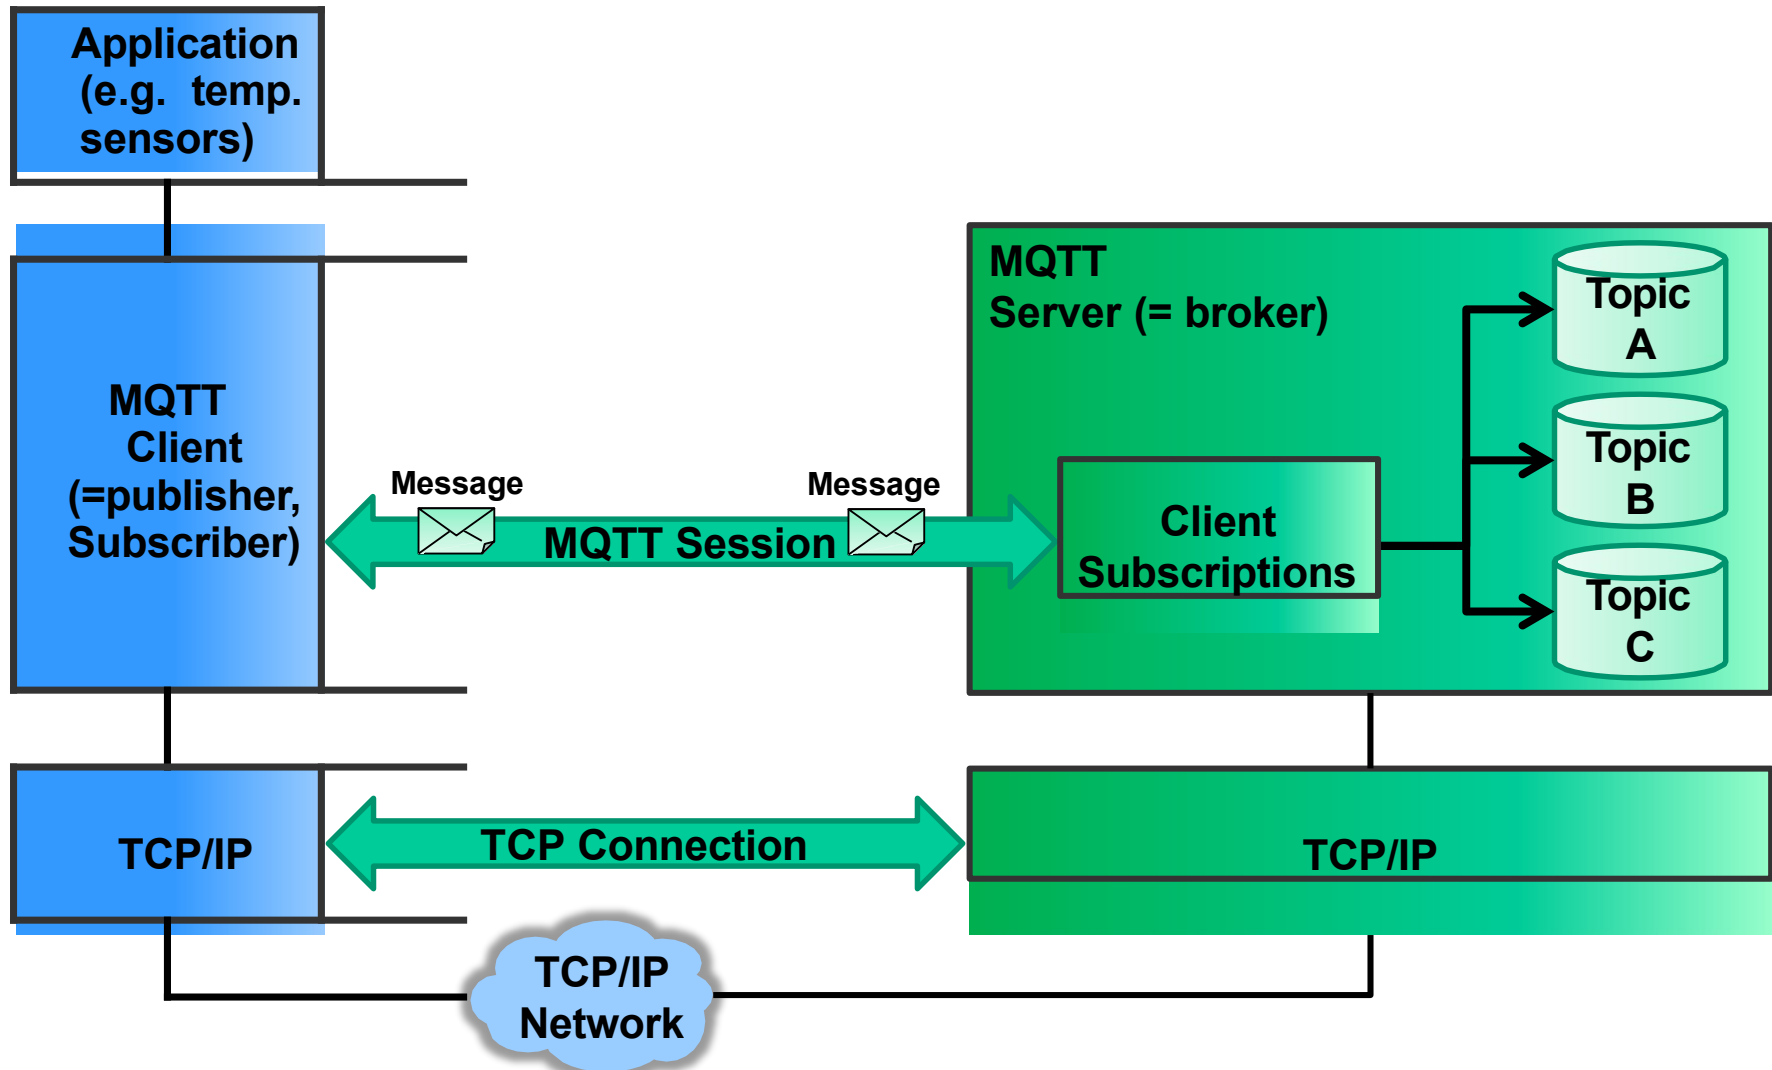 Application
(e.g. temp.
sensors)
MQTT
Client
(=publisher,
Subscriber)
Message
Message
MQTT Session
MQTT
Server (= broker)
Client
Subscriptions
Topic
A
Topic
B
Topic
C
TCP/IP
TCP Connection
TCP/IP
TCP/IP
Network